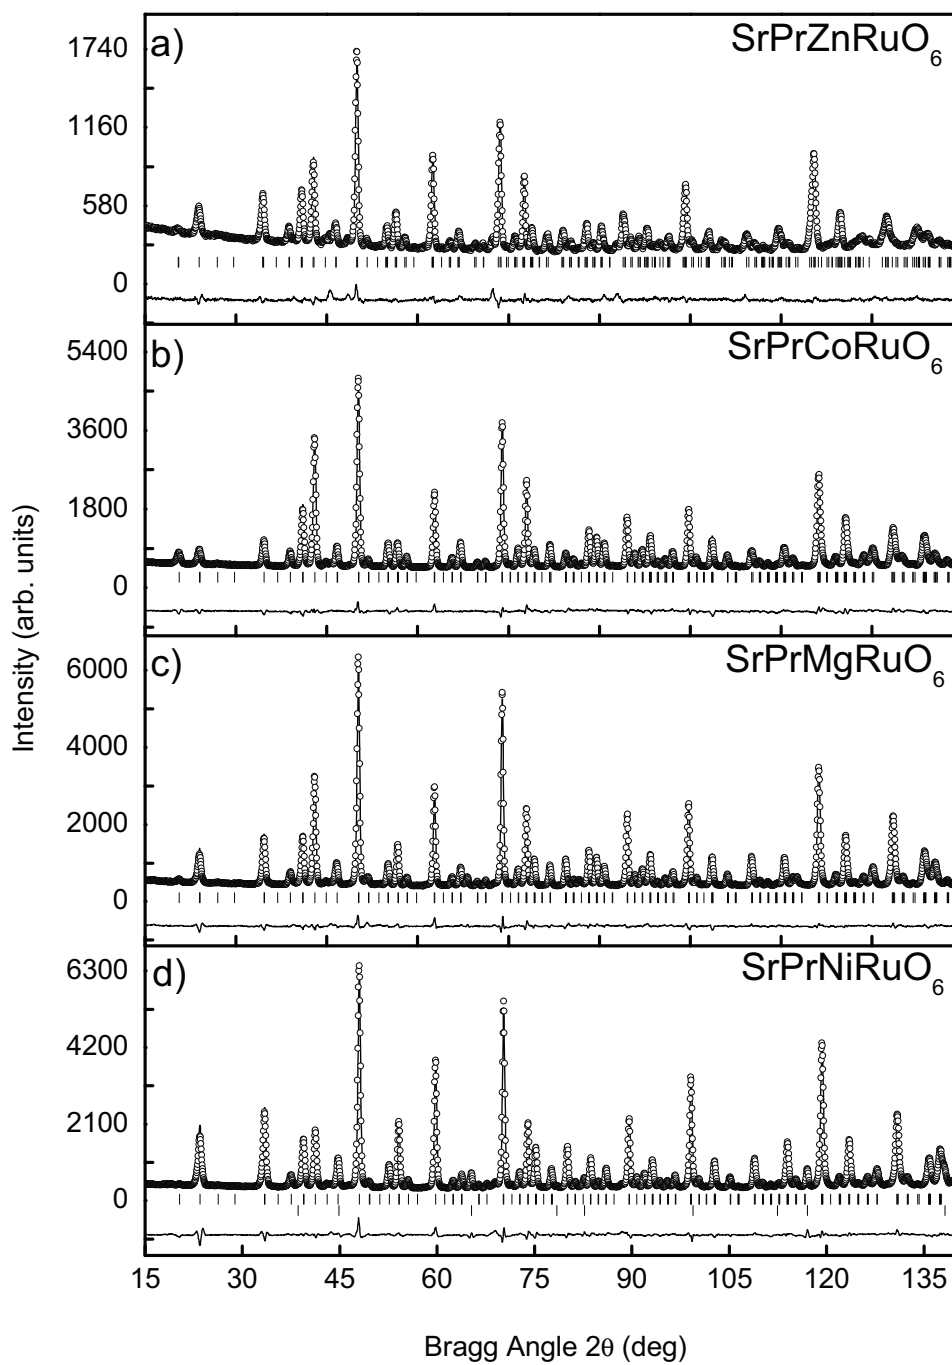 a)
SrPrZnRuO6
1740
1160
580
0
b)
SrPrCoRuO6
5400
3600
1800
0
c)
SrPrMgRuO6
6000
4000
2000
0
d)
SrPrNiRuO6
6300
4200
2100
0
15 30 45 60 75 90 105 120 135
Intensity (arb. units)
Bragg Angle 2θ (deg)